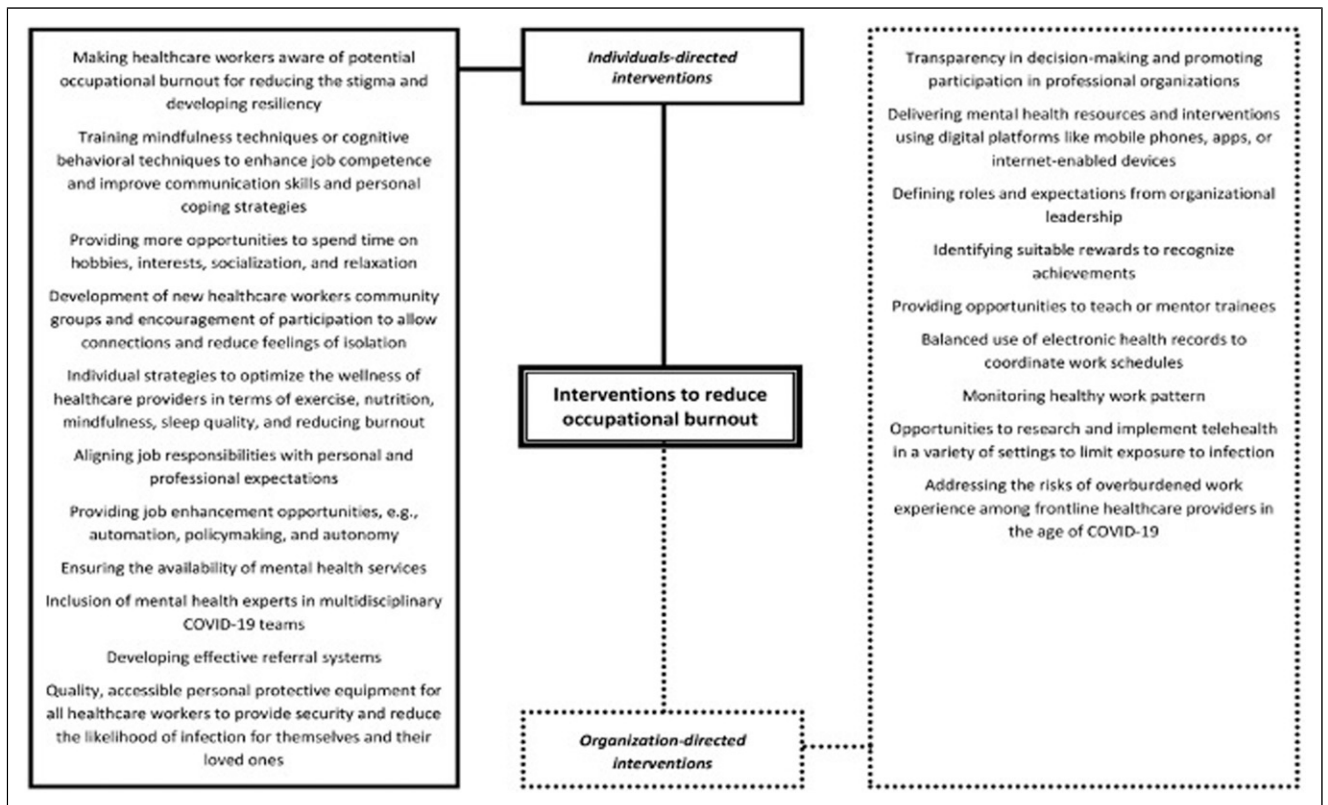 Making healthcare workers aware of potential
occupational burnout for reducing the stigma and
developing resiliency
Training mindfulness techniques or cognitive
behavioral techniques to enhance job competence
and improve communication skills and personal
coping strategies
Providing more opportunities to spend time on
hobbies, interests, socialization, and relaxation
Development of new healthcare workers community
groups and encouragement of participation to allow
connections and reduce feelings of isolation
Individual strategies to optimize the wellness of
healthcare providers in terms of exercise, nutrition,
mindfulness, sleep quality, and reducing burnout
Aligning job responsibilities with personal and
professional expectations
Providing job enhancement opportunities, e.g.,
automation, policymaking, and autonomy
Ensuring the availability of mental health services
Inclusion of mental health experts in multidisciplinary
COVID-19 teams
Developing effective referral systems
Quality, accessible personal protective equipment for
all healthcare workers to provide security and reduce
the likelihood of infection for themselves and their
loved ones
Individuals-directed
interventions
Interventions to reduce
occupational burnout
Organization-directed
interventions
Transparency in decision-making and promoting
participation in professional organizations
Delivering mental health resources and interventions
using digital platforms like mobile phones, apps, or
internet-enabled devices
Defining roles and expectations from organizational
leadership
Identifying suitable rewards to recognize
achievements
Providing opportunities to teach or mentor trainees
Balanced use of electronic health records to
coordinate work schedules
Monitoring healthy work pattern
Opportunities to research and implement telehealth
in a variety of settings to limit exposure to infection
Addressing the risks of overburdened work
experience among frontline healthcare providers in
the age of COVID-19